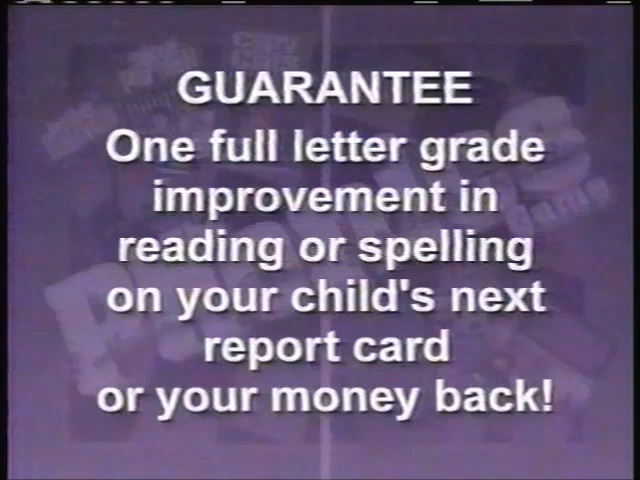 GUARANTEE
One full letter grade
improvement in
reading or spelling
on your child's next
report card
or your money back!